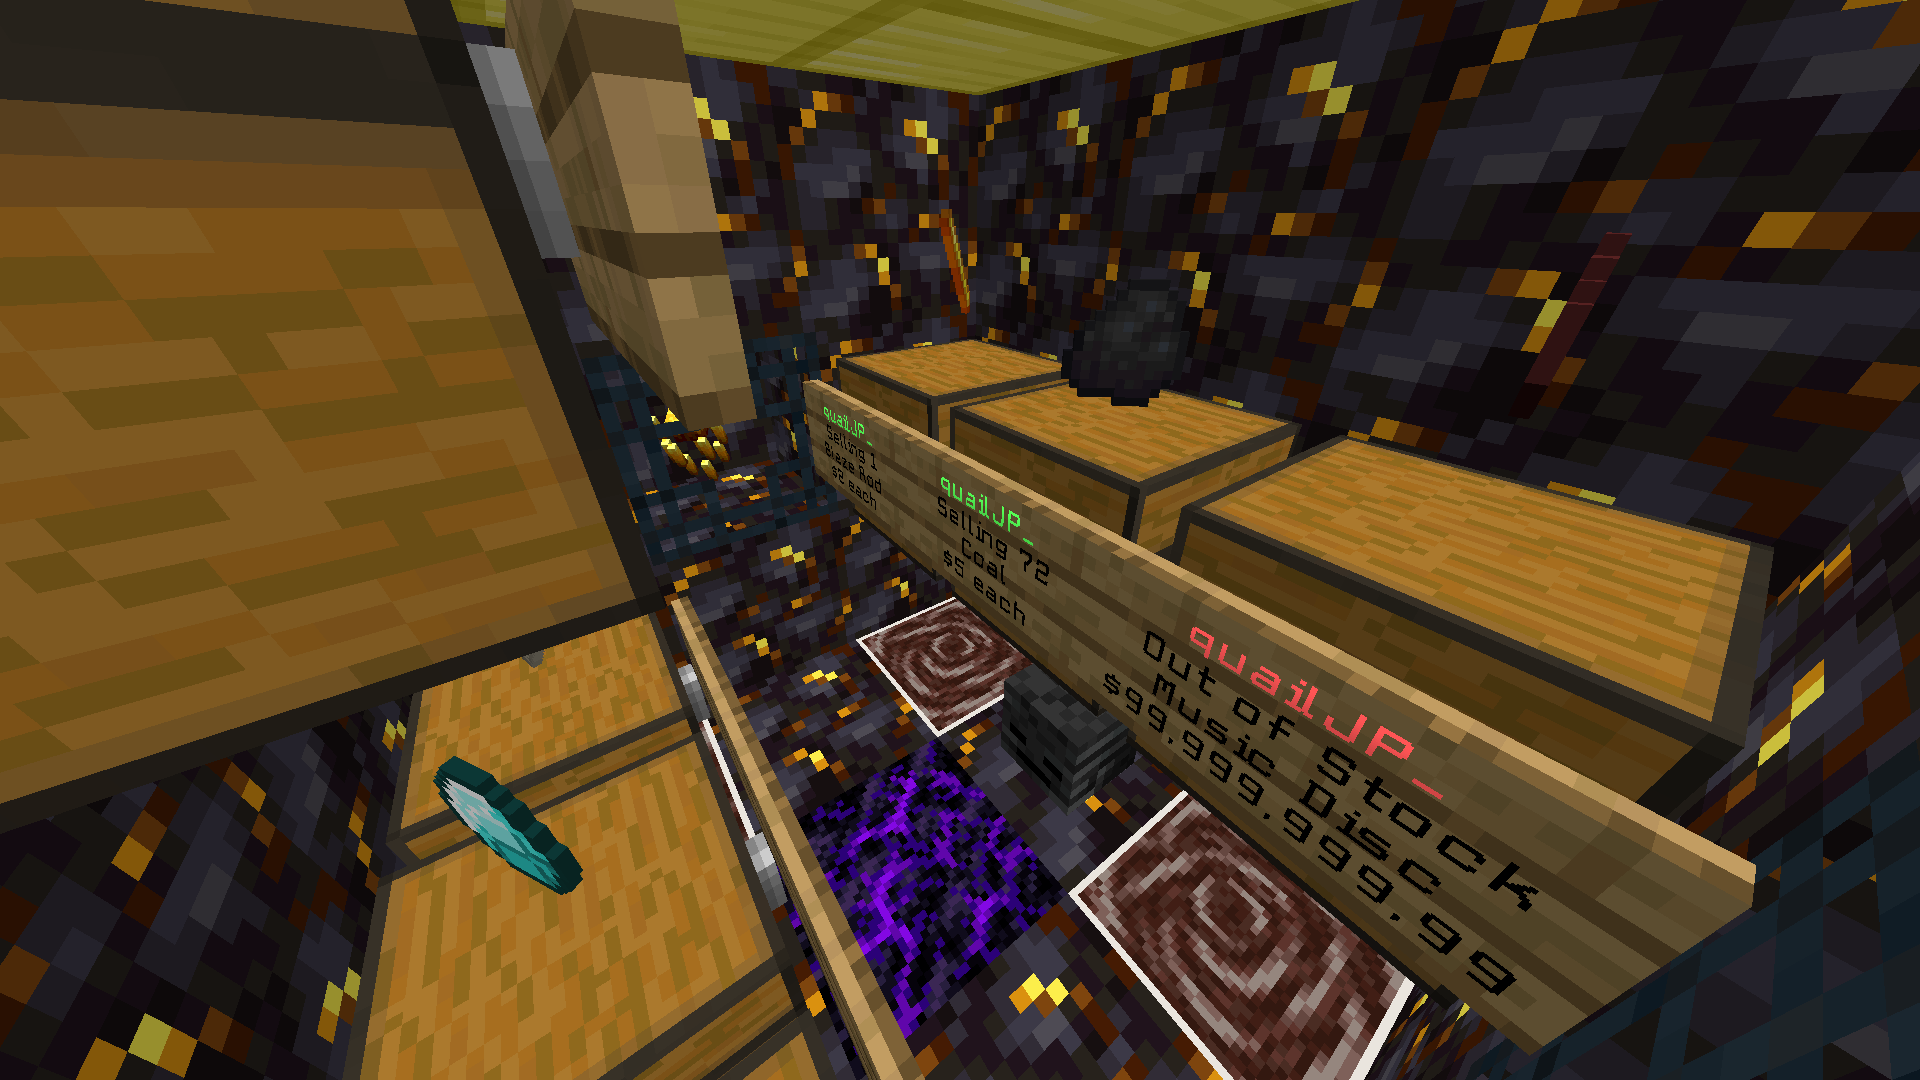 quailJP_
Selling 1
Blaze Rod
$2 each
quailJP_
Selling 72
Coal
$5 each
quailJP_
Out of Stock
Music Disc
$99,999,999.99